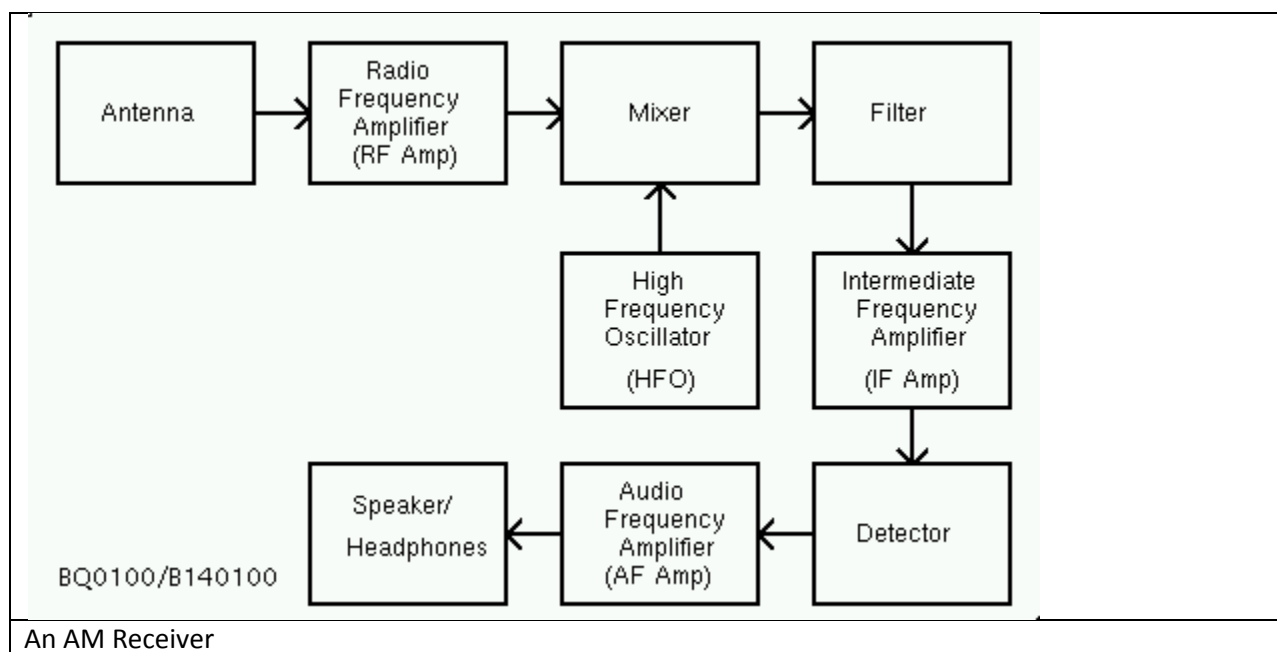 Antenna
Radio
Frequency
Amplifier
(RF Amp)
Mixer
Filter
High
Frequency
Oscillator
(HFO)
Intermediate
Frequency
Amplifier
(IF Amp)
Speaker/
Headphones
Audio
Frequency
Amplifier
(AF Amp)
Detector
BQ0100/B140100
An AM Receiver